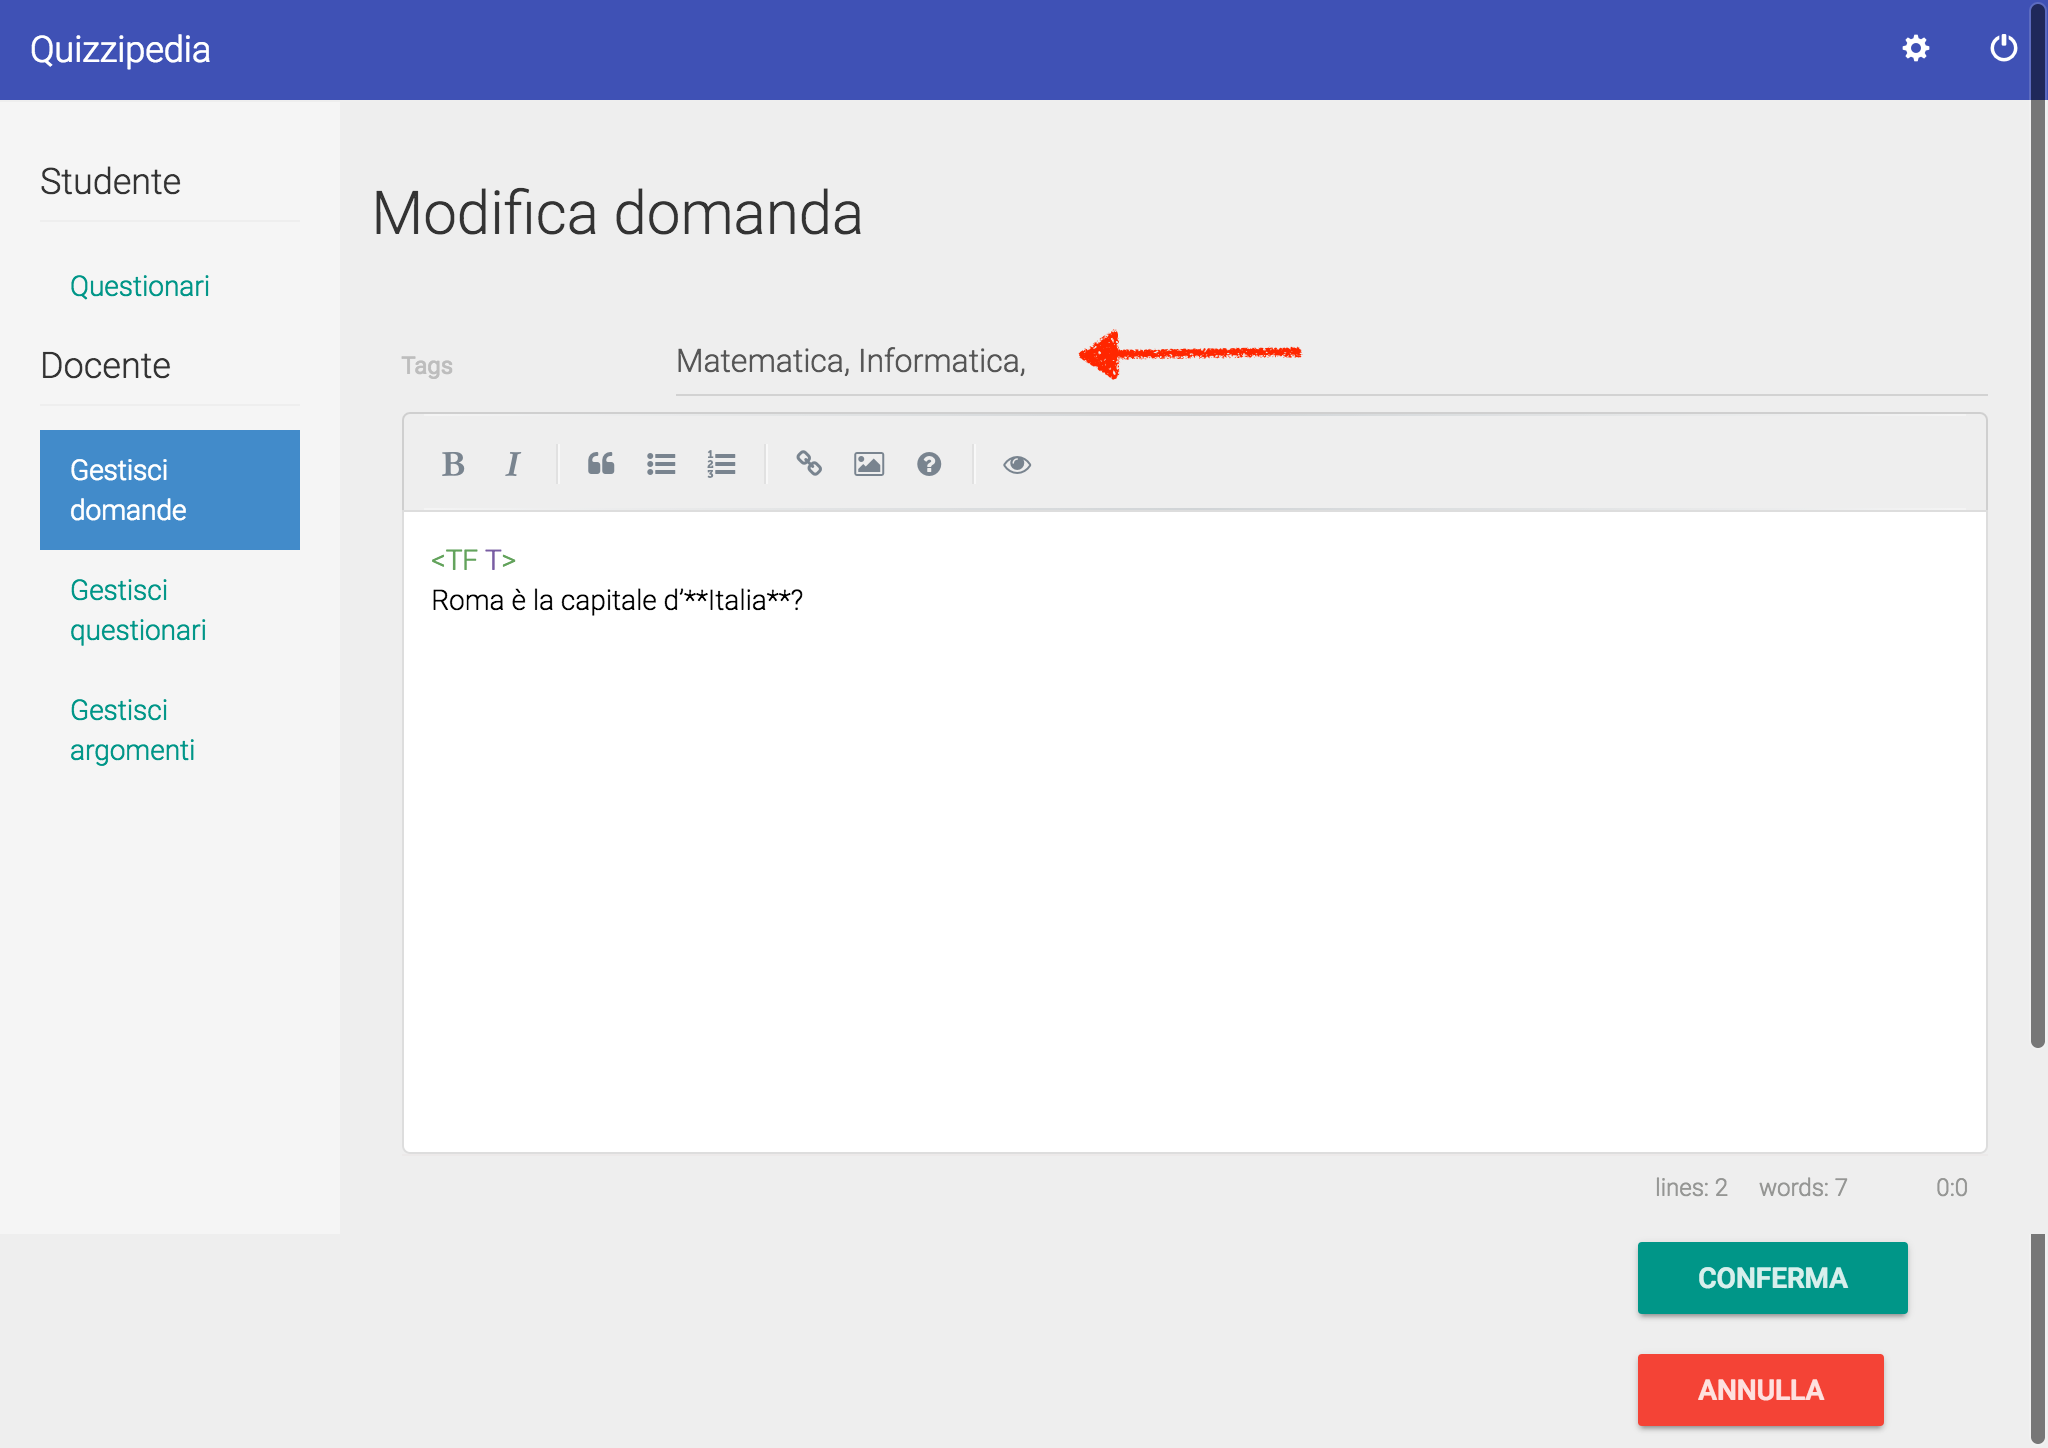 Quizzipedia
Studente
Questionari
Docente
Gestisci
domande
Gestisci
questionari
Gestisci
argomenti
Modifica domanda
Tags Matematica, Informatica,
<TF T>
Roma è la capitale d’**Italia**?
lines: 2 words: 7 0:0
CONFERMA
ANNULLA